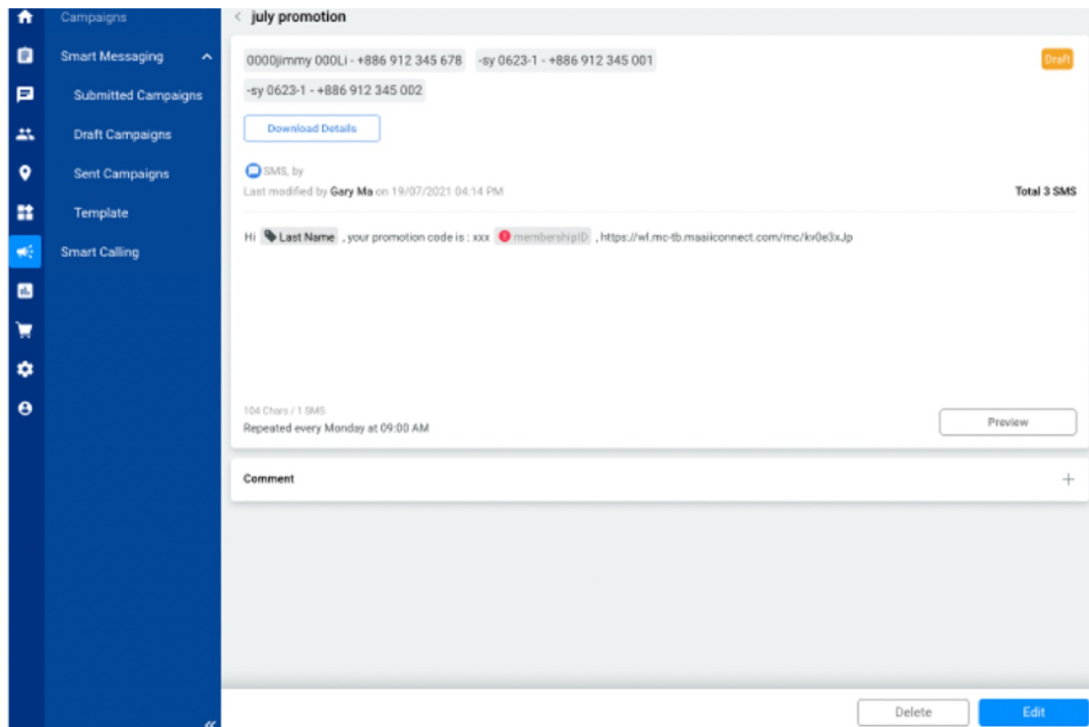 Campaigns
Smart Messaging
Submitted Campaigns
Draft Campaigns
Sent Campaigns
Template
Smart Calling
july promotion
0000jimmy 000Li - +886 912 345 678 -sy 0623-1 - +886 912 345 001
-sy 0623-1 - +886 912 345 002
Draft
Download Details
SMS, by
Last modified by Gary Ma on 19/07/2021 04:14 PM
Total 3 SMS
Hi Last Name , your promotion code is : xxx membershipID , https://wl.mc-tb.maaiiconnect.com/mc/kv0e3xJp
104 Chars / 1 SMS
Repeated every Monday at 09:00 AM
Preview
Comment
Delete
Edit